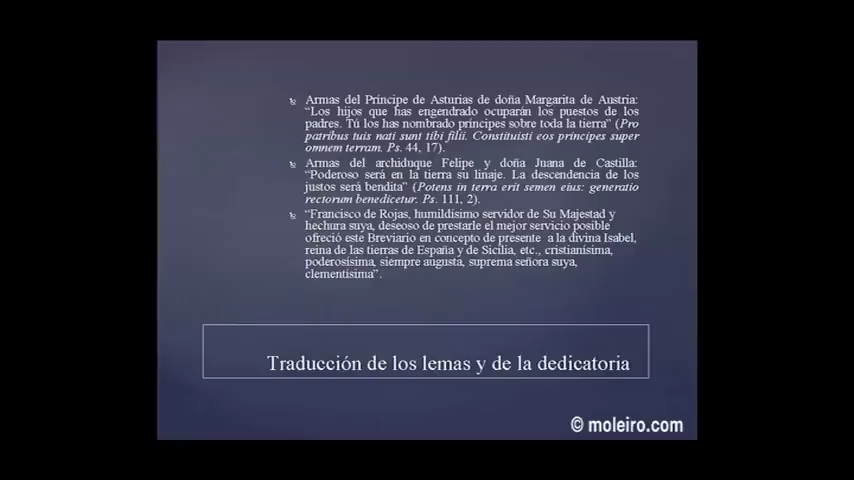 Armas del Príncipe de Asturias de doña Margarita de Austria:
“Los hijos que has engendrado ocuparán los puestos de los
padres. Tú los has nombrado príncipes sobre toda la tierra” (Pro
patribus tuis nati sunt tibi filii. Constituisti eos principes super
omnem terram. Ps. 44, 17).
Armas del archiduque Felipe y doña Juana de Castilla:
“Poderoso será en la tierra su linaje. La descendencia de los
justos será bendita” (Potens in terra erit semen eius: generatio
rectorum benedicetur. Ps. 111, 2).
“Francisco de Rojas, humildísimo servidor de Su Majestad y
hechura suya, deseoso de prestarle el mejor servicio posible
ofreció este Breviario en concepto de presente a la divina Isabel,
reina de las tierras de España y de Sicilia, etc., cristianísima,
poderosísima, siempre augusta, suprema señora suya,
clementísima”.
Traducción de los lemas y de la dedicatoria
© moleiro.com